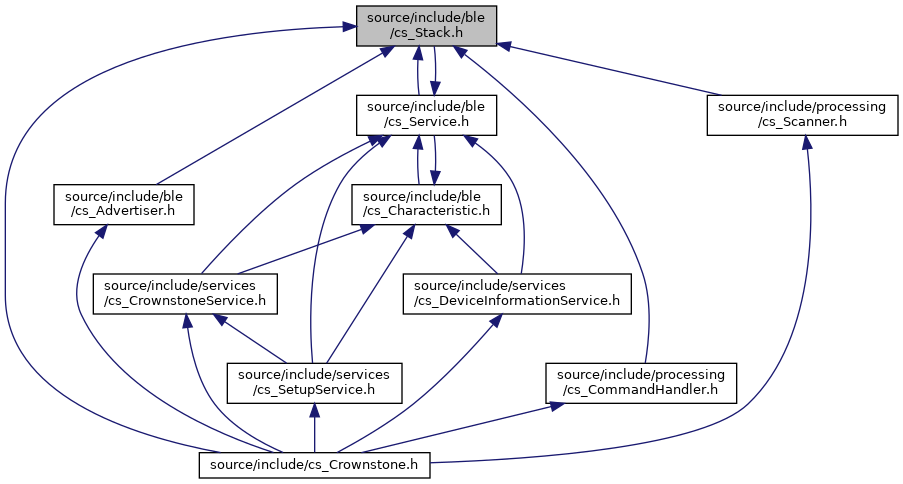 source/include/ble
/cs_Stack.h
source/include/ble
/cs_Service.h
source/include/processing
/cs_Scanner.h
source/include/ble
/cs_Advertiser.h
source/include/ble
/cs_Characteristic.h
source/include/services
/cs_CrownstoneService.h
source/include/services
/cs_DeviceInformationService.h
source/include/services
/cs_SetupService.h
source/include/processing
/cs_CommandHandler.h
source/include/cs_Crownstone.h